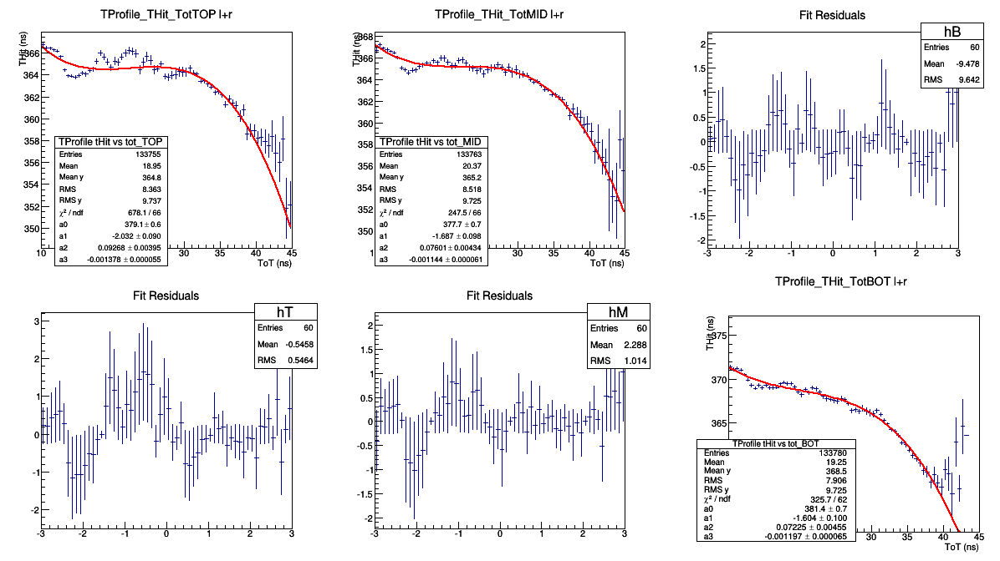 TProfile_THit_TotTOP l+r
THit (ns)
366
364
362
360
358
356
354
352
350
TProfile tHit vs tot_TOP
Entries 133755
Mean 18.95
Mean y 364.8
RMS 8.363
RMS y 9.737
χ² / ndf 678.1 / 66
a0 379.1 ± 0.6
a1 -2.032 ± 0.090
a2 0.09268 ± 0.00395
a3 -0.001378 ± 0.000055
10 30 35 40 45
ToT (ns)
TProfile_THit_TotMID l+r
THit (ns)
368
366
364
362
360
358
356
354
352
350
TProfile tHit vs tot_MID
Entries 133763
Mean 20.37
Mean y 365.2
RMS 8.518
RMS y 9.725
χ² / ndf 247.5 / 66
a0 377.7 ± 0.7
a1 -1.687 ± 0.098
a2 0.07601 ± 0.00434
a3 -0.001144 ± 0.000061
1 30 35 40 45
ToT (ns)
Fit Residuals
hB
Entries 60
Mean -9.478
RMS 9.642
2
1.5
1
0.5
0
-0.5
-1
-1.5
-2
-3 -2 -1 0 1 2 3
Fit Residuals
hT
Entries 60
Mean -0.5458
RMS 0.5464
3
2
1
0
-1
-2
-3 -2 -1 0 1 2 3
Fit Residuals
hM
Entries 60
Mean 2.288
RMS 1.014
2
1.5
1
0.5
0
-0.5
-1
-1.5
-2
-3 -2 -1 0 1 2 3
TProfile_THit_TotBOT l+r
THit (ns)
375
370
365
TProfile tHit vs tot_BOT
Entries 133780
Mean 19.25
Mean y 368.5
RMS 7.906
RMS y 9.725
χ² / ndf 325.7 / 62
a0 381.4 ± 0.7
a1 -1.604 ± 0.100
a2 0.07225 ± 0.00455
a3 -0.001197 ± 0.000065
30 35 40 45
ToT (ns)